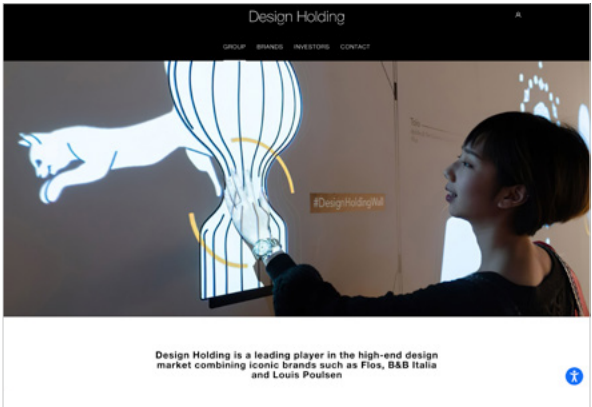 Design Holding
GROUP BRANDS INVESTORS CONTACT
#DesignHoldingWall
Design Holding is a leading player in the high-end design
market combining iconic brands such as Flos, B&B Italia
and Louis Poulsen